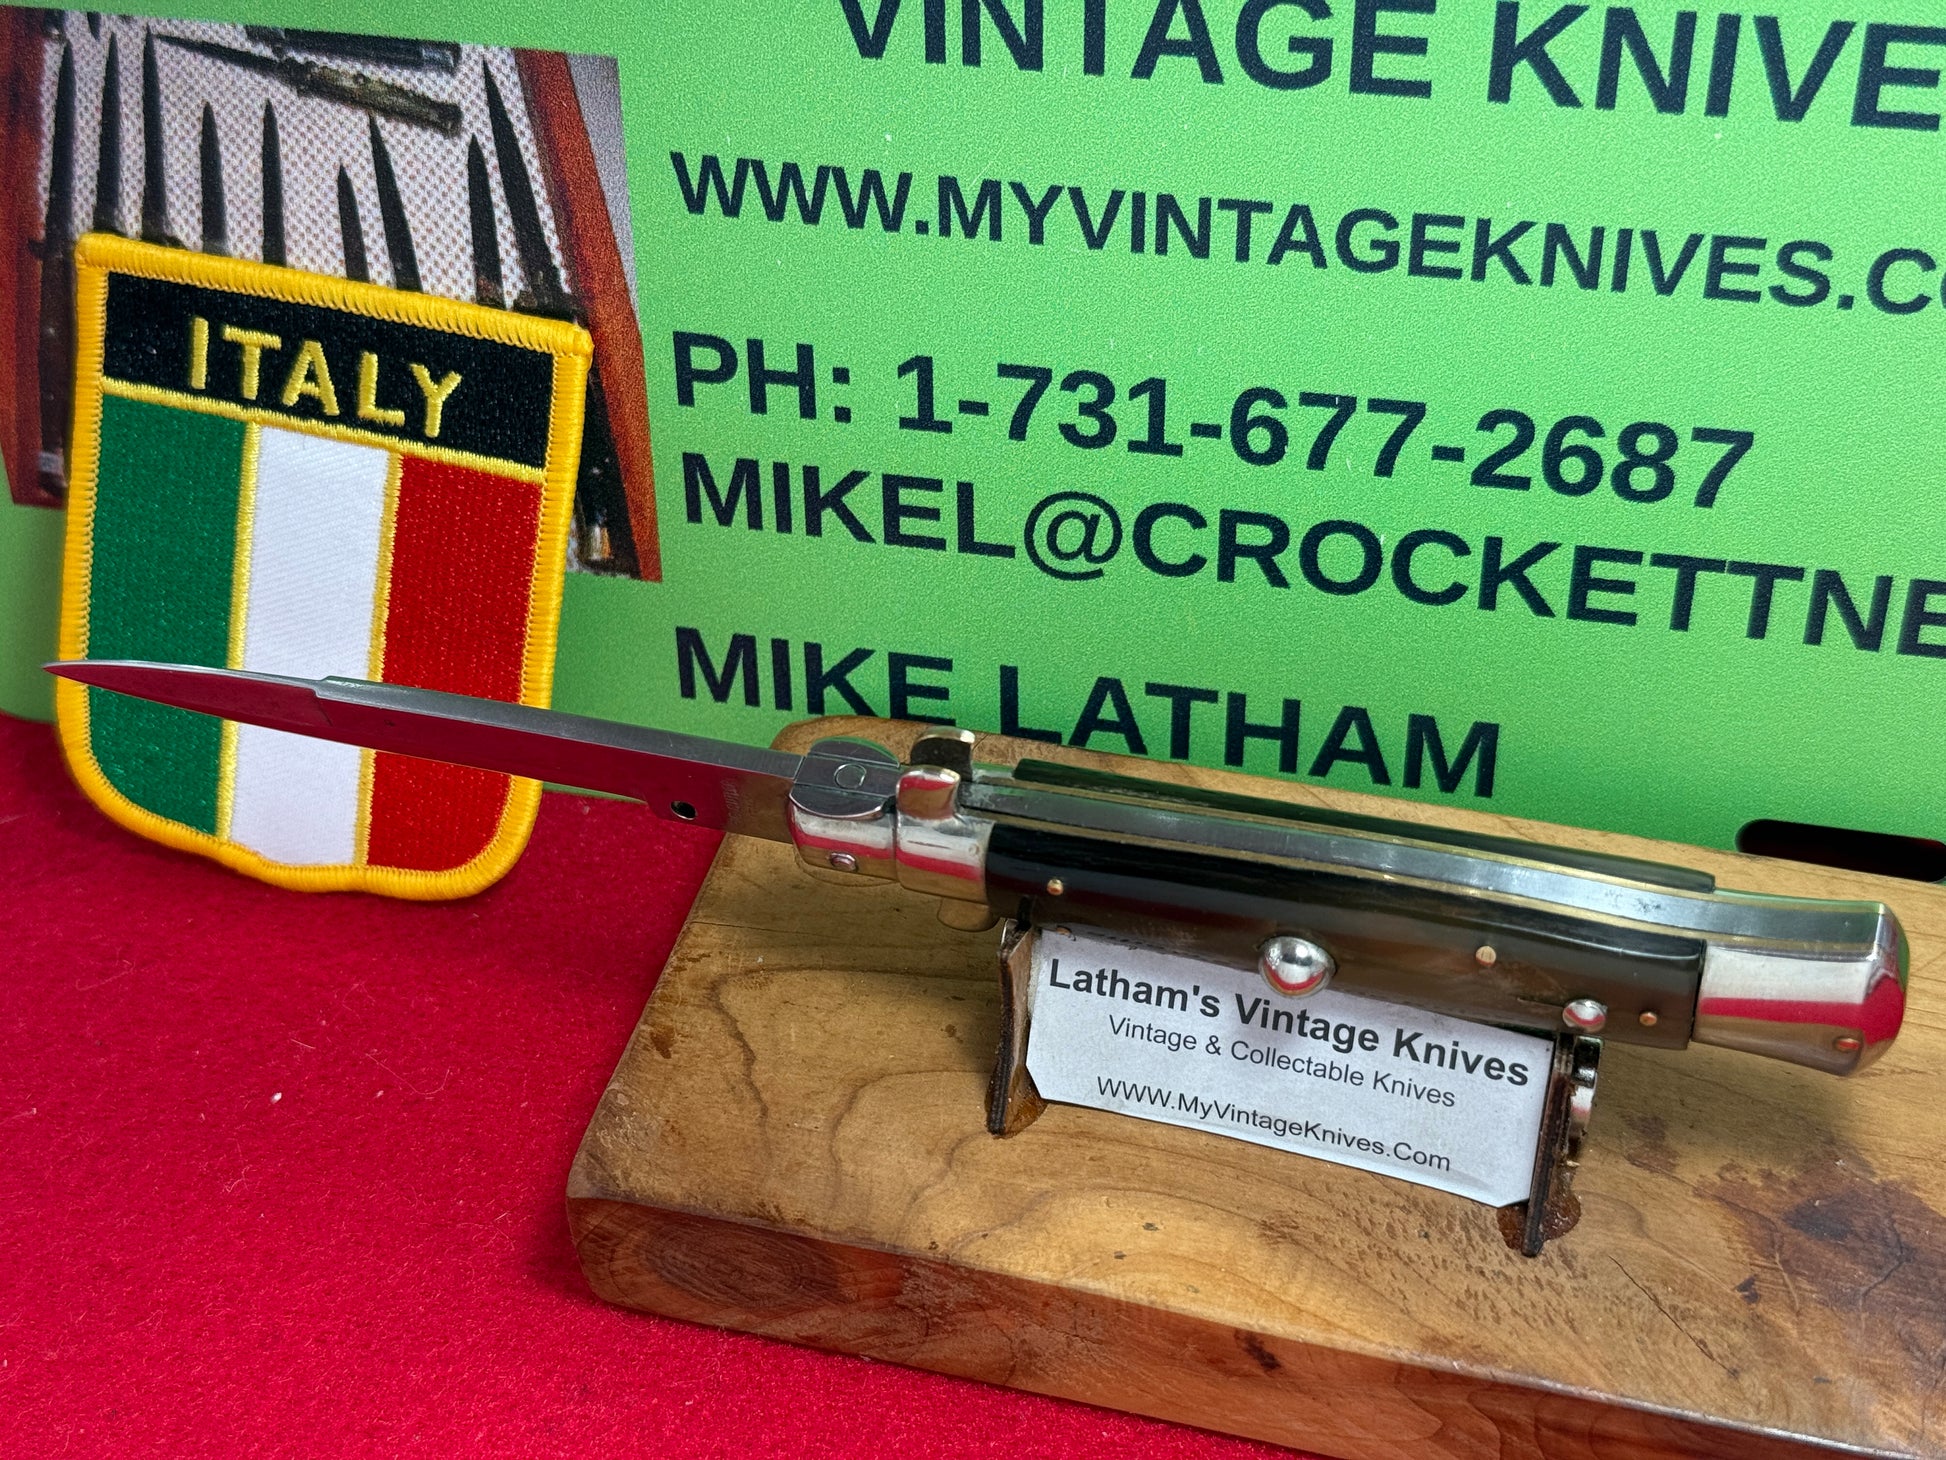 VINTAGE KNIVE
WWW.MYVINTAGEKNIVES.CO
PH: 1-731-677-2687
MIKEL@CROCKETTNE
MIKE LATHAM
ITALY
Latham's Vintage Knives
Vintage & Collectable Knives
WWW.MyVintageKnives.Com